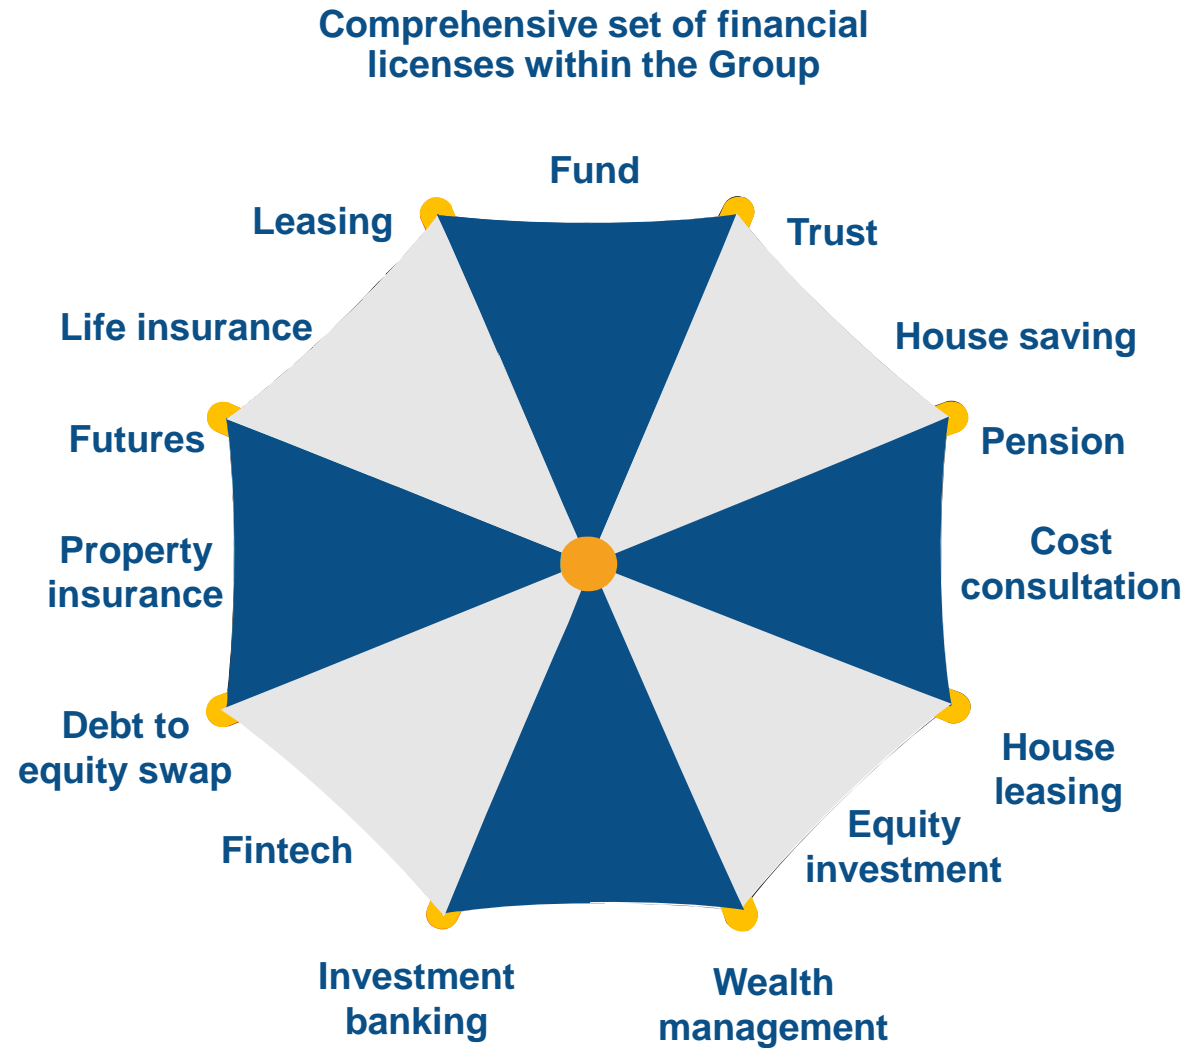 Comprehensive set of financial
licenses within the Group
Fund
Leasing
Trust
Life insurance
House saving
Futures
Pension
Property
insurance
Cost
consultation
Debt to
equity swap
House
leasing
Fintech
Equity
investment
Investment
banking
Wealth
management